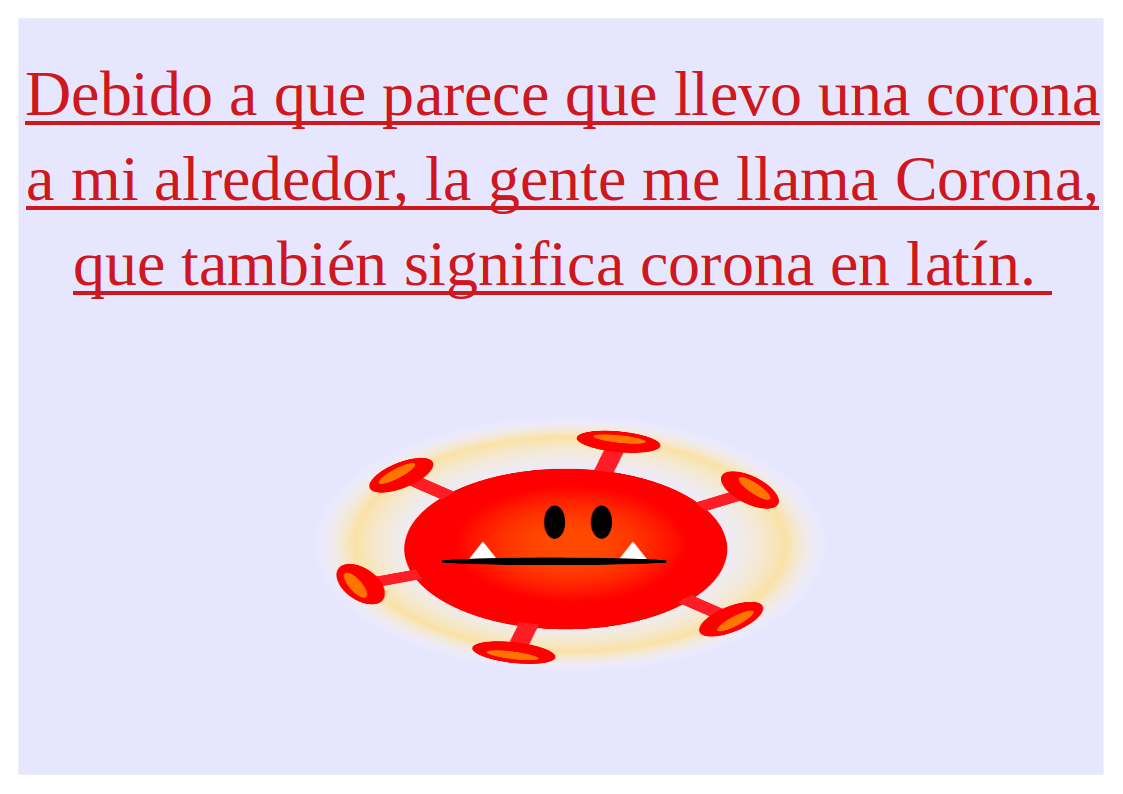 Debido a que parece que llevo una corona
a mi alrededor, la gente me llama Corona,
que también significa corona en latín.